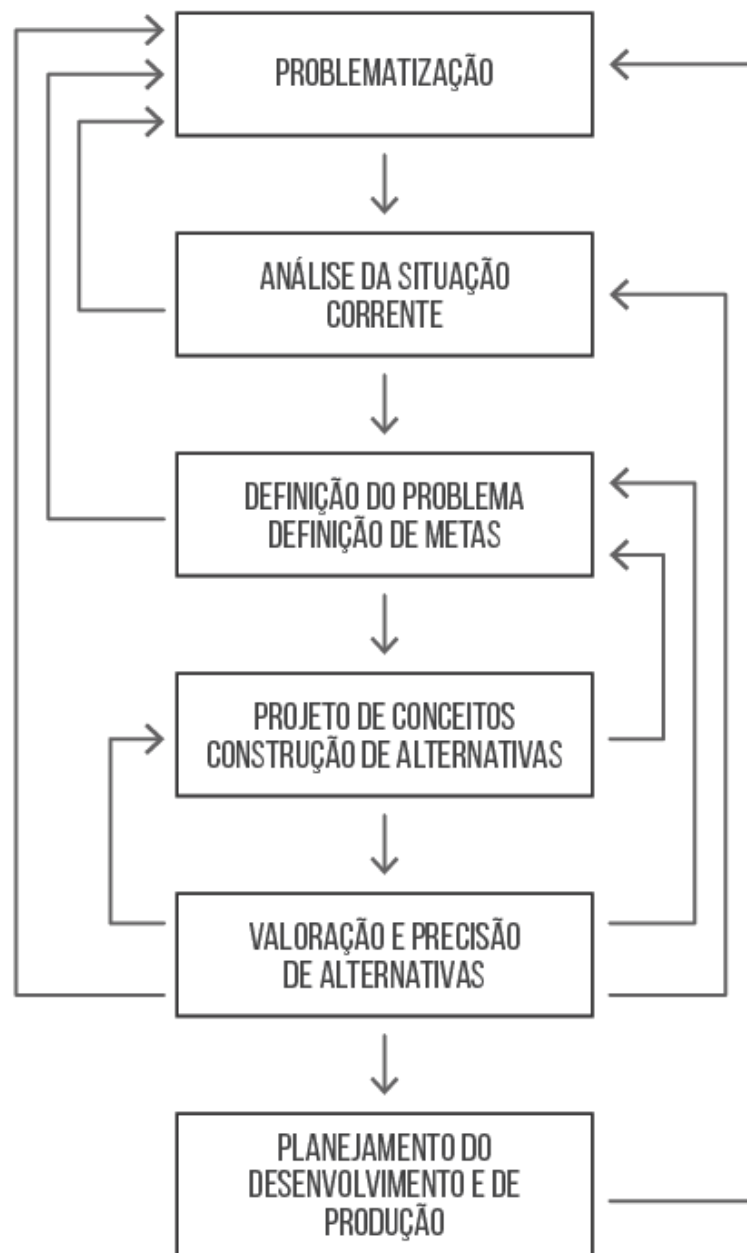 PROBLEMATIZAÇÃO
ANÁLISE DA SITUAÇÃO
CORRENTE
DEFINIÇÃO DO PROBLEMA
DEFINIÇÃO DE METAS
PROJETO DE CONCEITOS
CONSTRUÇÃO DE ALTERNATIVAS
VALORAÇÃO E PRECISÃO
DE ALTERNATIVAS
PLANEJAMENTO DO
DESENVOLVIMENTO E DE
PRODUÇÃO